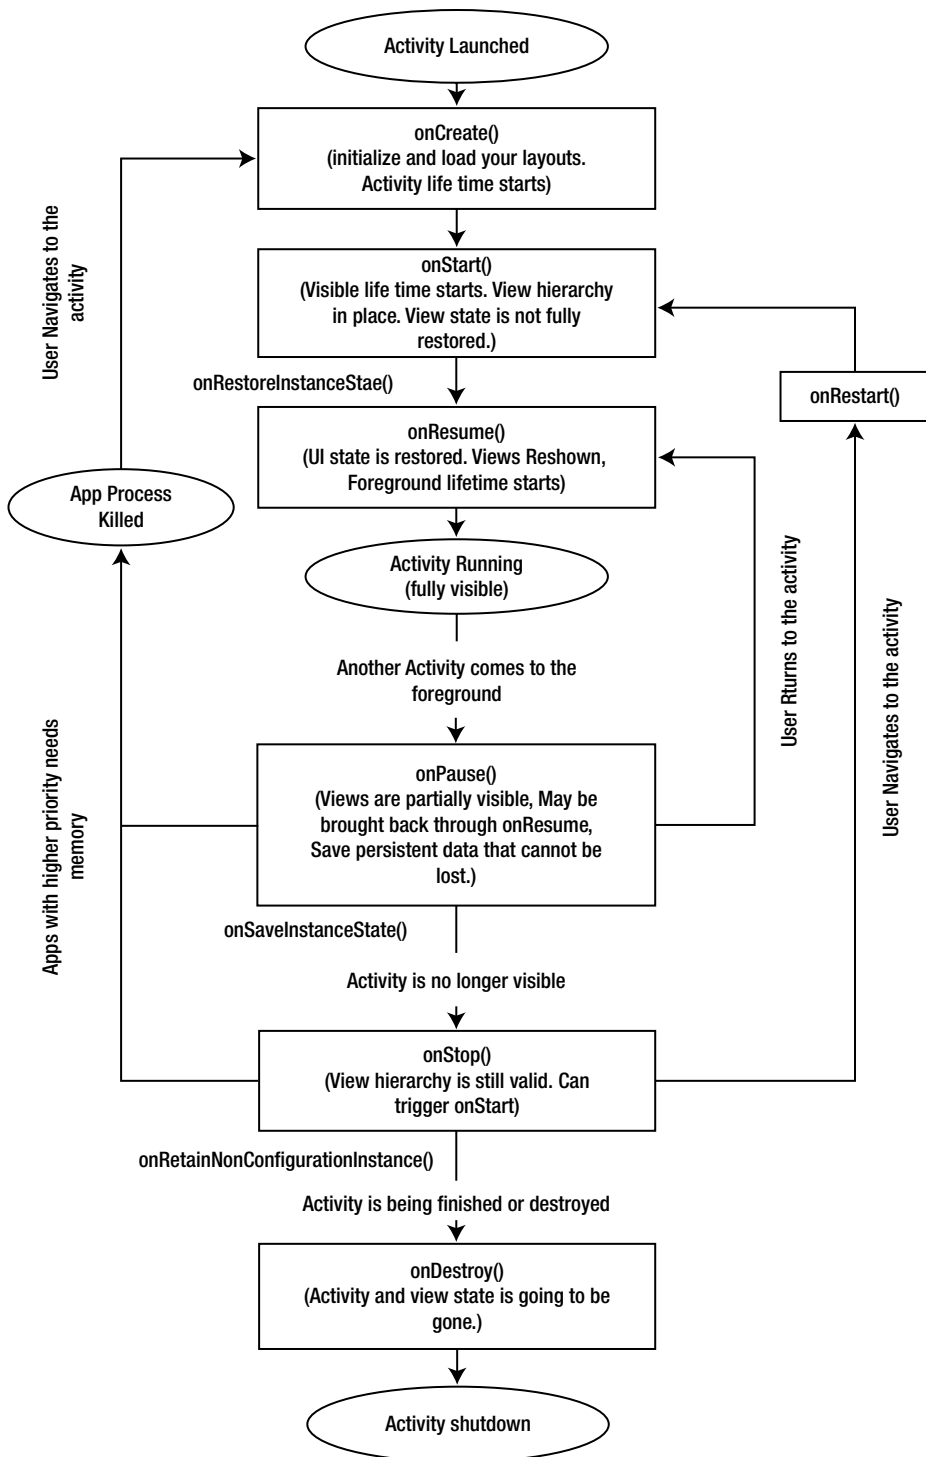 Activity Launched
onCreate()
(initialize and load your layouts.
Activity life time starts)
User Navigates to the
activity
onStart()
(Visible life time starts. View hierarchy
in place. View state is not fully
restored.)
onRestoreInstanceStae()
onRestart()
onResume()
(UI state is restored. Views Reshown,
Foreground lifetime starts)
App Process
Killed
Activity Running
(fully visible)
User Rturns to the activity
User Navigates to the activity
Another Activity comes to the
foreground
Apps with higher priority needs
memory
onPause()
(Views are partially visible, May be
brought back through onResume,
Save persistent data that cannot be
lost.)
onSaveInstanceState()
Activity is no longer visible
onStop()
(View hierarchy is still valid. Can
trigger onStart)
onRetainNonConfigurationInstance()
Activity is being finished or destroyed
onDestroy()
(Activity and view state is going to be
gone.)
Activity shutdown